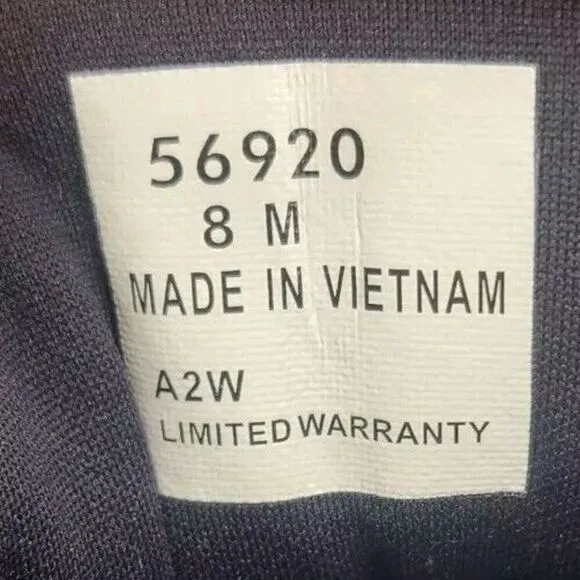 56920
8 M
MADE IN VIETNAM
A2W
LIMITED WARRANTY